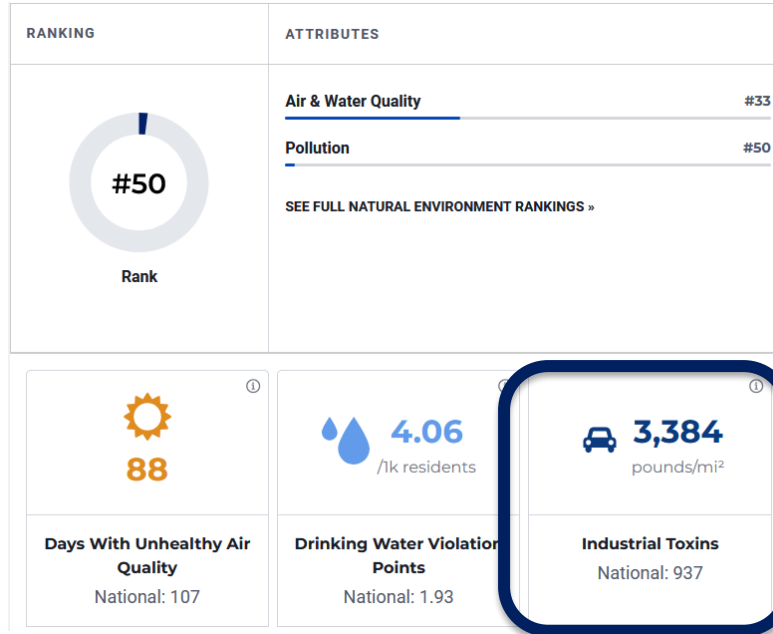 RANKING
ATTRIBUTES
#50
Rank
Air & Water Quality #33
Pollution #50
SEE FULL NATURAL ENVIRONMENT RANKINGS »
88
Days With Unhealthy Air
Quality
National: 107
4.06
/1k residents
Drinking Water Violation
Points
National: 1.93
3,384
pounds/mi²
Industrial Toxins
National: 937